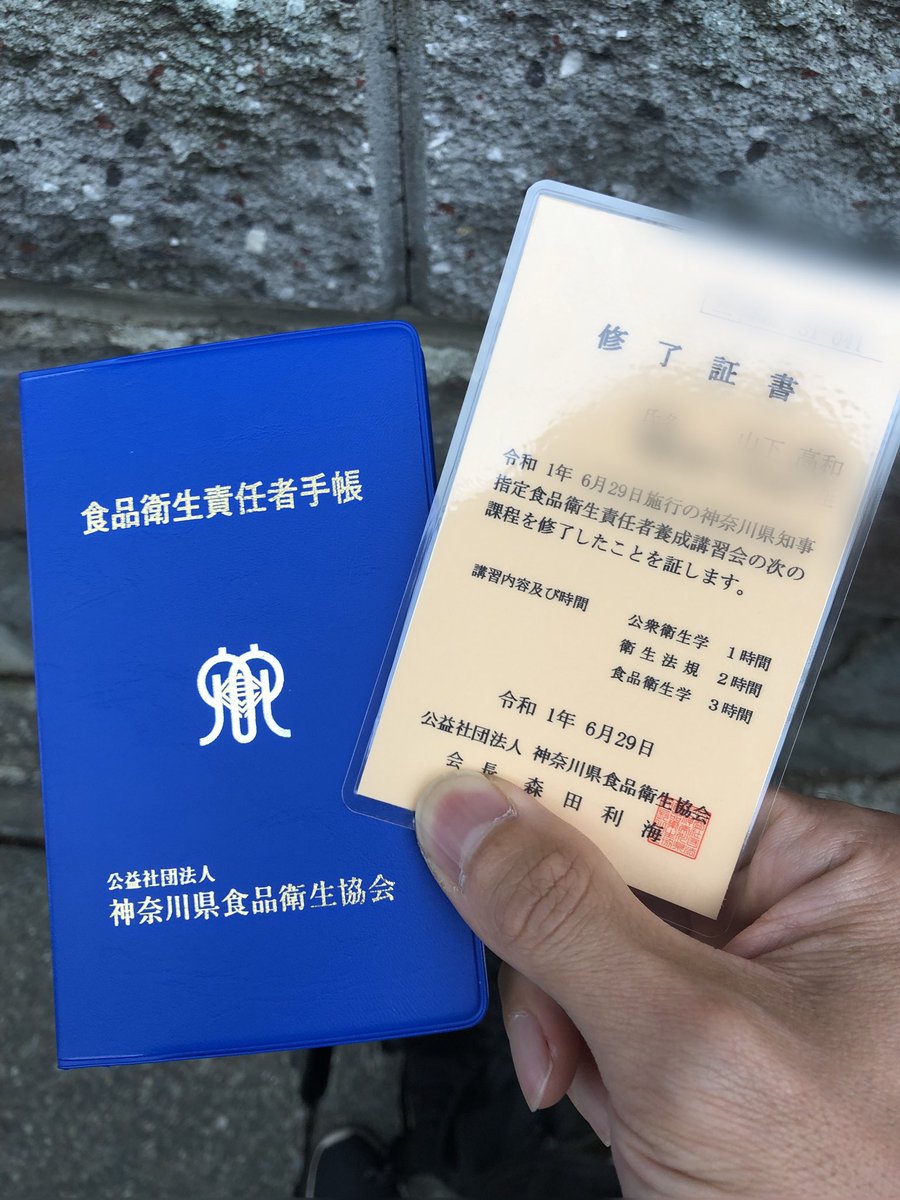 食品衛生責任者手帳
公益社団法人
神奈川県食品衛生協会
修了証書
氏名
山下 高和
令和 1年 6月29日施行の神奈川県知事
指定食品衛生責任者養成講習会の次の
課程を修了したことを証します。
講習内容及び時間
公衆衛生学 1時間
衛生法規 2時間
食品衛生学 3時間
令和 1年 6月29日
公益社団法人 神奈川県食品衛生協会
会長 森田利海